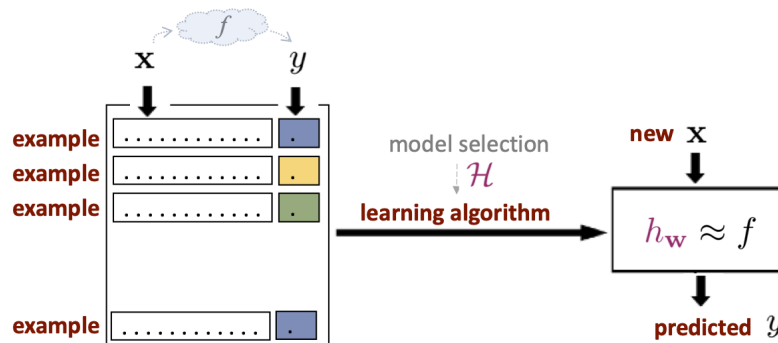 f
x y
example . . . . . . . . . . . . .
example . . . . . . . . . . . . .
example . . . . . . . . . . . . .
example . . . . . . . . . . . .
model selection
ℋ
learning algorithm
new x
h_w ≈ f
predicted y